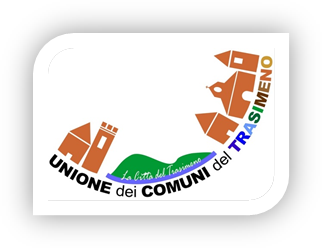 La Città del Trasimeno
UNIONE dei COMUNI del TRASIMENO